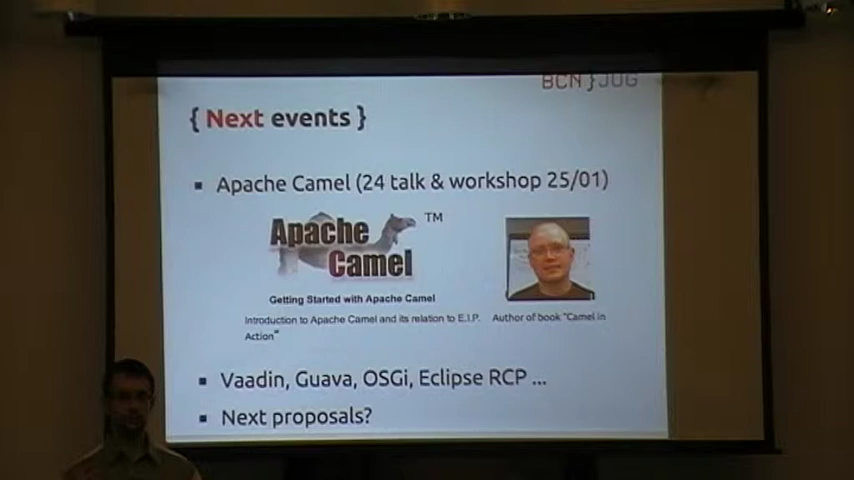 BCN}JUG
{ Next events }
▪ Apache Camel (24 talk & workshop 25/01)
Apache Camel TM
Getting Started with Apache Camel
Introduction to Apache Camel and its relation to E.I.P. Author of book "Camel in
Action"
▪ Vaadin, Guava, OSGi, Eclipse RCP ...
▪ Next proposals?